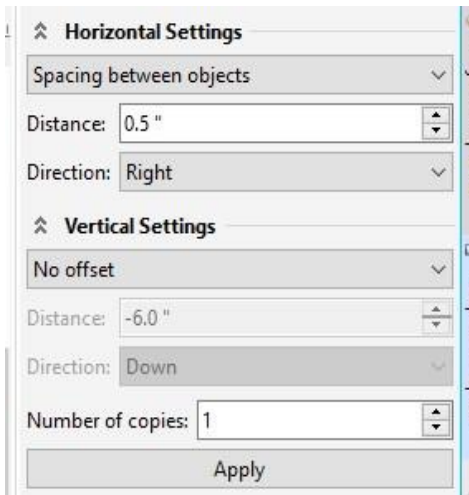 Horizontal Settings
Spacing between objects
Distance: 0.5 "
Direction: Right
Vertical Settings
No offset
Distance: -6.0 "
Direction: Down
Number of copies: 1
Apply